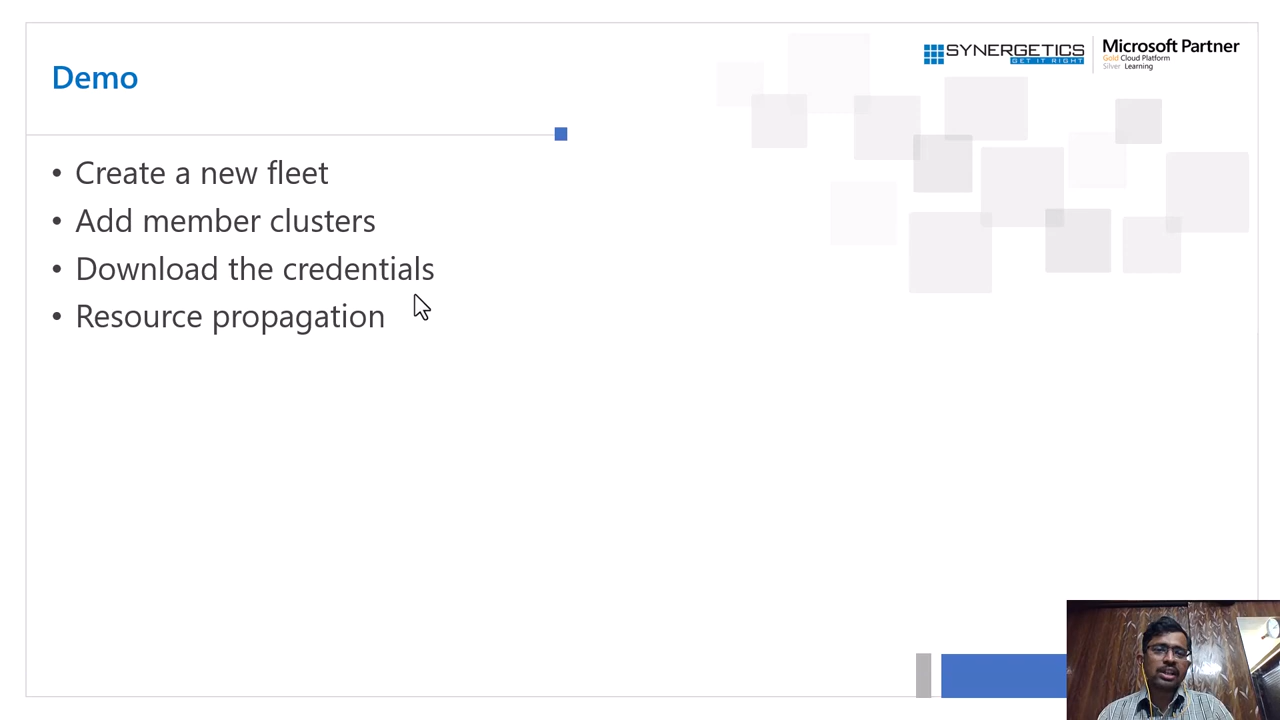 SYNERGETICS
GET IT RIGHT
Microsoft Partner
Gold Cloud Platform
Silver Learning
Demo
• Create a new fleet
• Add member clusters
• Download the credentials
• Resource propagation